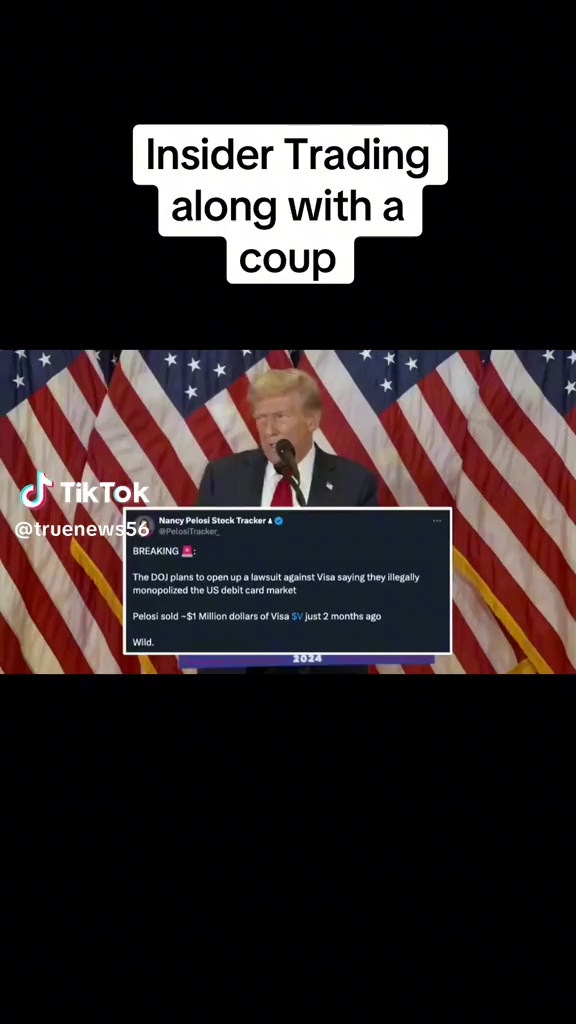 Insider Trading
along with a
coup
TikTok
@truenews56
Nancy Pelosi Stock Tracker
@PelosiTracker_
BREAKING 🚨:
The DOJ plans to open up a lawsuit against Visa saying they illegally
monopolized the US debit card market
Pelosi sold ~$1 Million dollars of Visa $V just 2 months ago
Wild.
2024